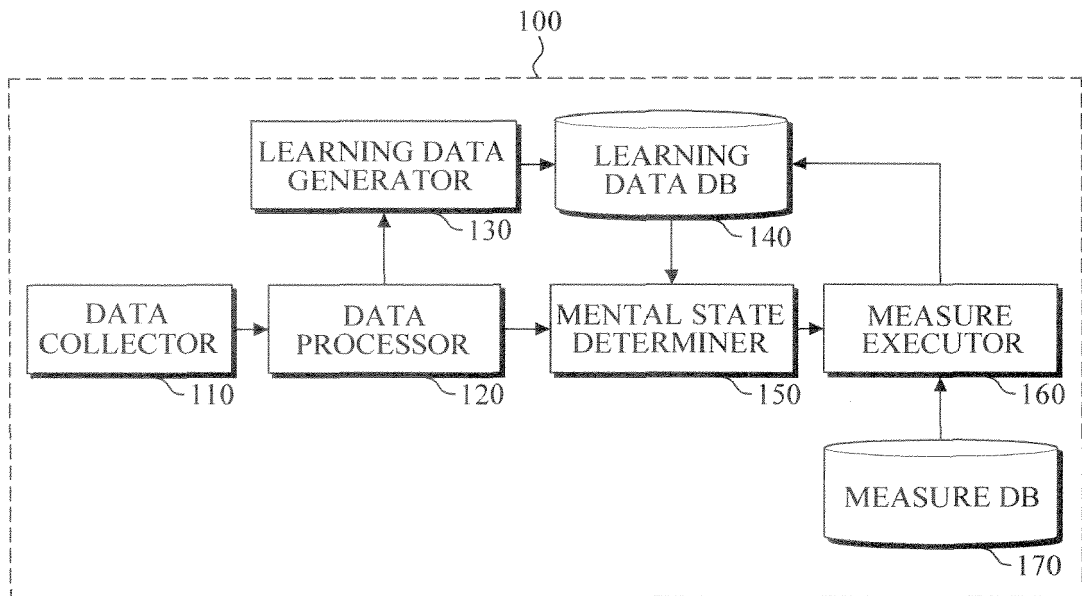 100
LEARNING DATA
GENERATOR
130
LEARNING
DATA DB
140
DATA
COLLECTOR
110
DATA
PROCESSOR
120
MENTAL STATE
DETERMINER
150
MEASURE
EXECUTOR
160
MEASURE DB
170